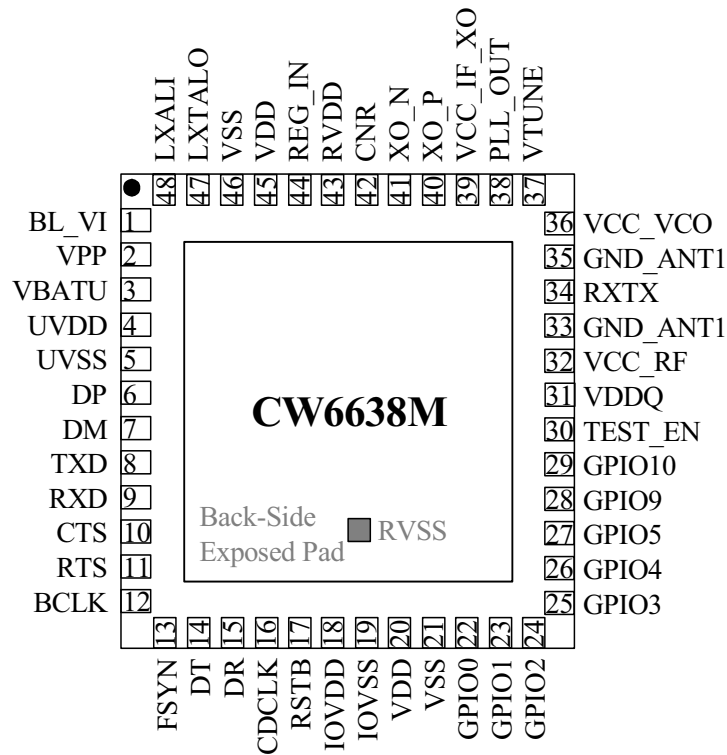 LXALI
LXTALO
VSS
VDD
REG_IN
RVDD
CNR
XO_N
XO_P
VCC_IF_XO
PLL_OUT
VTUNE
48 47 46 45 44 43 42 41 40 39 38 37
BL_VI 1
VPP 2
VBATU 3
UVDD 4
UVSS 5
DP 6
DM 7
TXD 8
RXD 9
CTS 10
RTS 11
BCLK 12
CW6638M
Back-Side
Exposed Pad
RVSS
36 VCC_VCO
35 GND_ANT1
34 RXTX
33 GND_ANT1
32 VCC_RF
31 VDDQ
30 TEST_EN
29 GPIO10
28 GPIO9
27 GPIO5
26 GPIO4
25 GPIO3
13 14 15 16 17 18 19 20 21 22 23 24
FSYN
DT
DR
CDCLK
RSTB
IOVDD
IOVSS
VDD
VSS
GPIO0
GPIO1
GPIO2